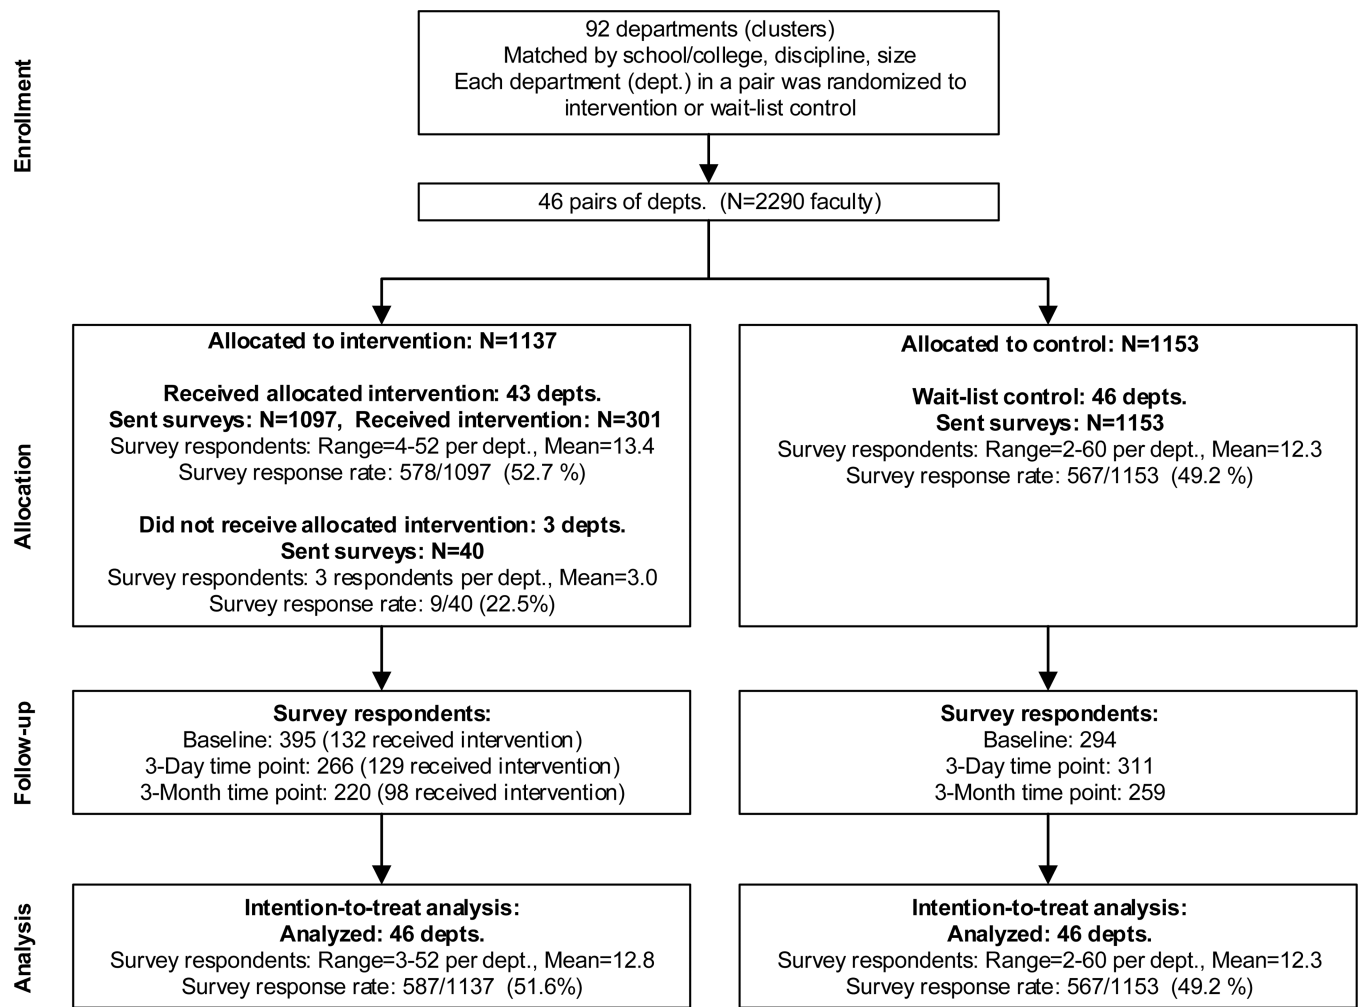 Enrollment
92 departments (clusters)
Matched by school/college, discipline, size
Each department (dept.) in a pair was randomized to
intervention or wait-list control
46 pairs of depts.  (N=2290 faculty)
Allocation
Allocated to intervention: N=1137
Received allocated intervention: 43 depts.
Sent surveys: N=1097,  Received intervention: N=301
Survey respondents: Range=4-52 per dept., Mean=13.4
Survey response rate: 578/1097  (52.7 %)
Did not receive allocated intervention: 3 depts.
Sent surveys: N=40
Survey respondents: 3 respondents per dept., Mean=3.0
Survey response rate: 9/40 (22.5%)
Allocated to control: N=1153
Wait-list control: 46 depts.
Sent surveys: N=1153
Survey respondents: Range=2-60 per dept., Mean=12.3
Survey response rate: 567/1153  (49.2 %)
Follow-up
Survey respondents:
Baseline: 395 (132 received intervention)
3-Day time point: 266 (129 received intervention)
3-Month time point: 220 (98 received intervention)
Survey respondents:
Baseline: 294
3-Day time point: 311
3-Month time point: 259
Analysis
Intention-to-treat analysis:
Analyzed: 46 depts.
Survey respondents: Range=3-52 per dept., Mean=12.8
Survey response rate: 587/1137  (51.6%)
Intention-to-treat analysis:
Analyzed: 46 depts.
Survey respondents: Range=2-60 per dept., Mean=12.3
Survey response rate: 567/1153  (49.2 %)